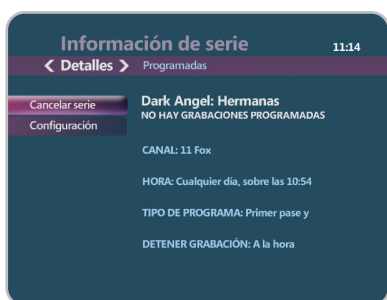 Información de serie
11:14
Detalles
Programadas
Cancelar serie
Configuración
Dark Angel: Hermanas
NO HAY GRABACIONES PROGRAMADAS
CANAL: 11 Fox
HORA: Cualquier día, sobre las 10:54
TIPO DE PROGRAMA: Primer pase y
DETENER GRABACIÓN: A la hora